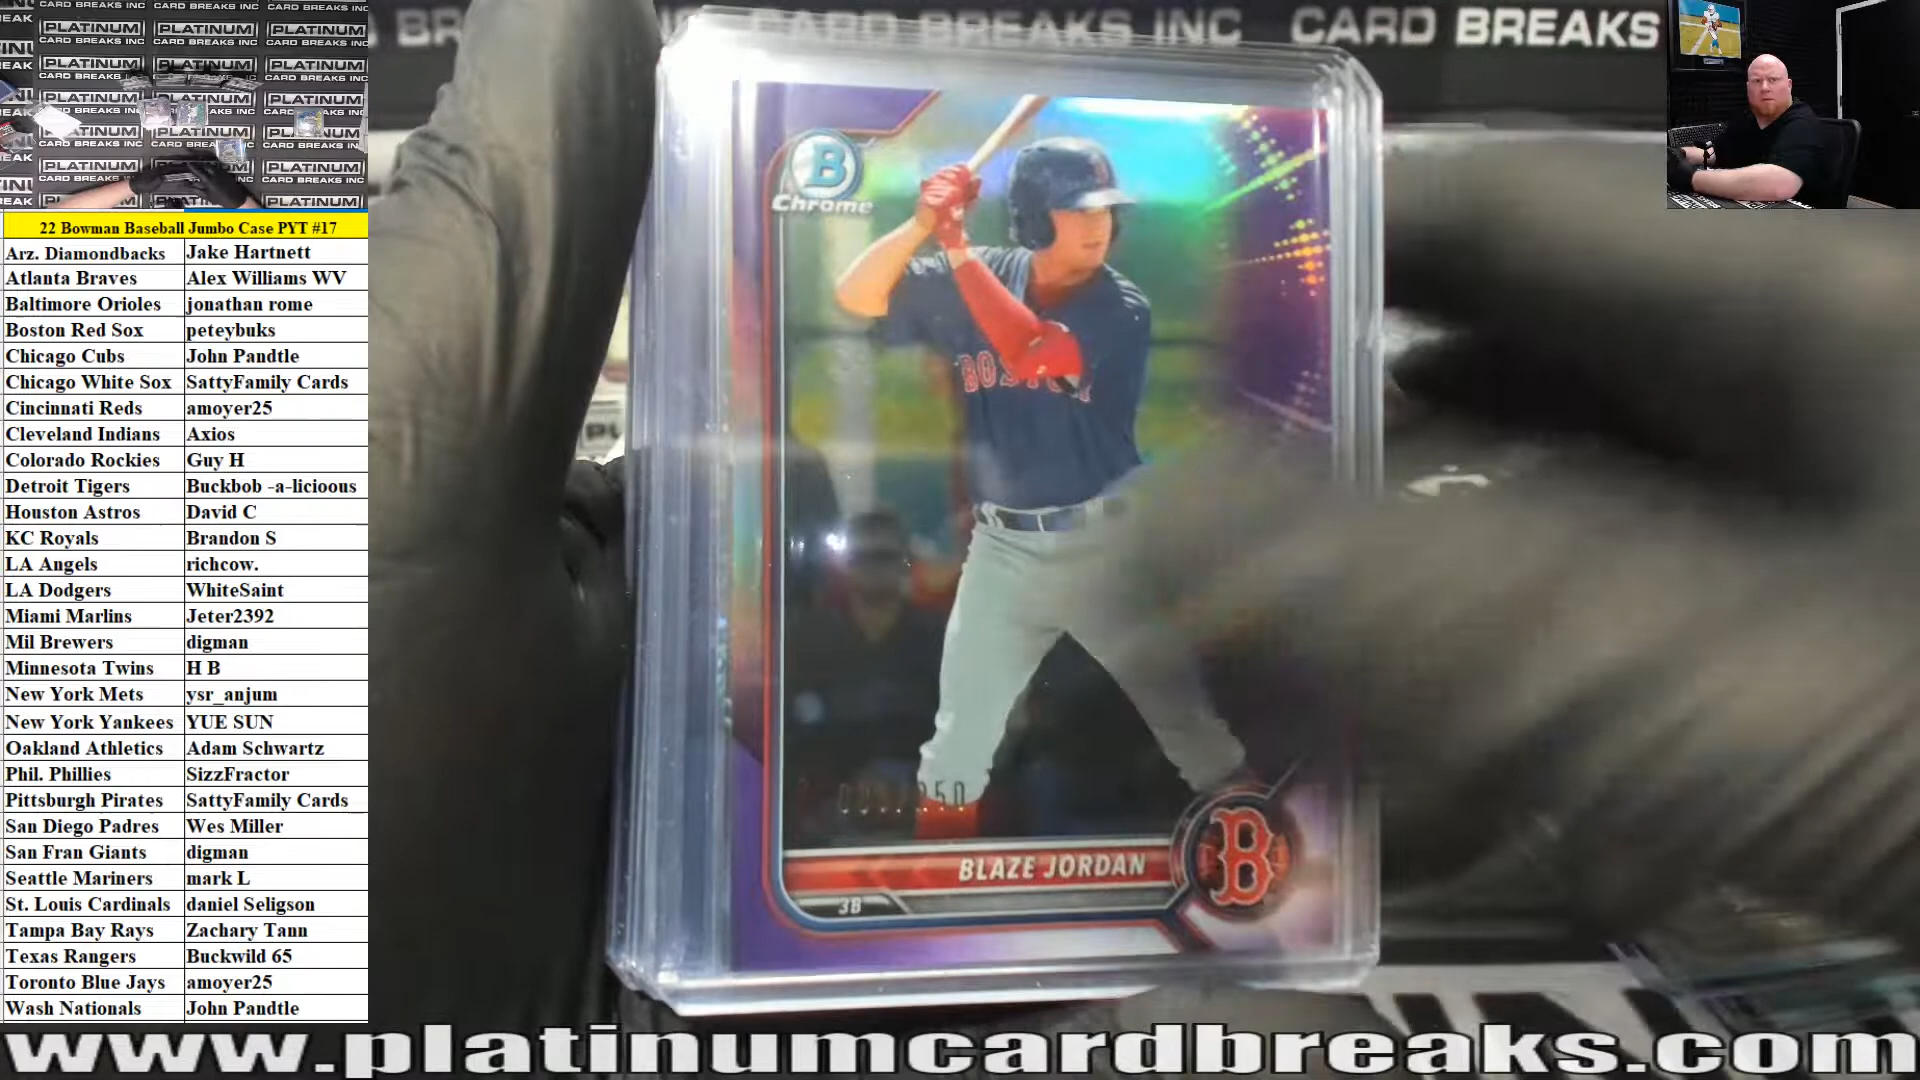 CARD BREAKS INC CARD BREAKS
PLATINUM PLATINUM PLATINUM
CARD BREAKS INC
22 Bowman Baseball Jumbo Case PYT #17
Arz. Diamondbacks Jake Hartnett
Atlanta Braves Alex Williams WV
Baltimore Orioles jonathan rome
Boston Red Sox peteybuks
Chicago Cubs John Pandtle
Chicago White Sox SattyFamily Cards
Cincinnati Reds amoyer25
Cleveland Indians Axios
Colorado Rockies Guy H
Detroit Tigers Buckbob -a-licioous
Houston Astros David C
KC Royals Brandon S
LA Angels richcow.
LA Dodgers WhiteSaint
Miami Marlins Jeter2392
Mil Brewers digman
Minnesota Twins H B
New York Mets ysr_anjum
New York Yankees YUE SUN
Oakland Athletics Adam Schwartz
Phil. Phillies SizzFractor
Pittsburgh Pirates SattyFamily Cards
San Diego Padres Wes Miller
San Fran Giants digman
Seattle Mariners mark L
St. Louis Cardinals daniel Seligson
Tampa Bay Rays Zachary Tann
Texas Rangers Buckwild 65
Toronto Blue Jays amoyer25
Wash Nationals John Pandtle
B
Chrome
BOSTON
BLAZE JORDAN
3B
B
www.platinumcardbreaks.com